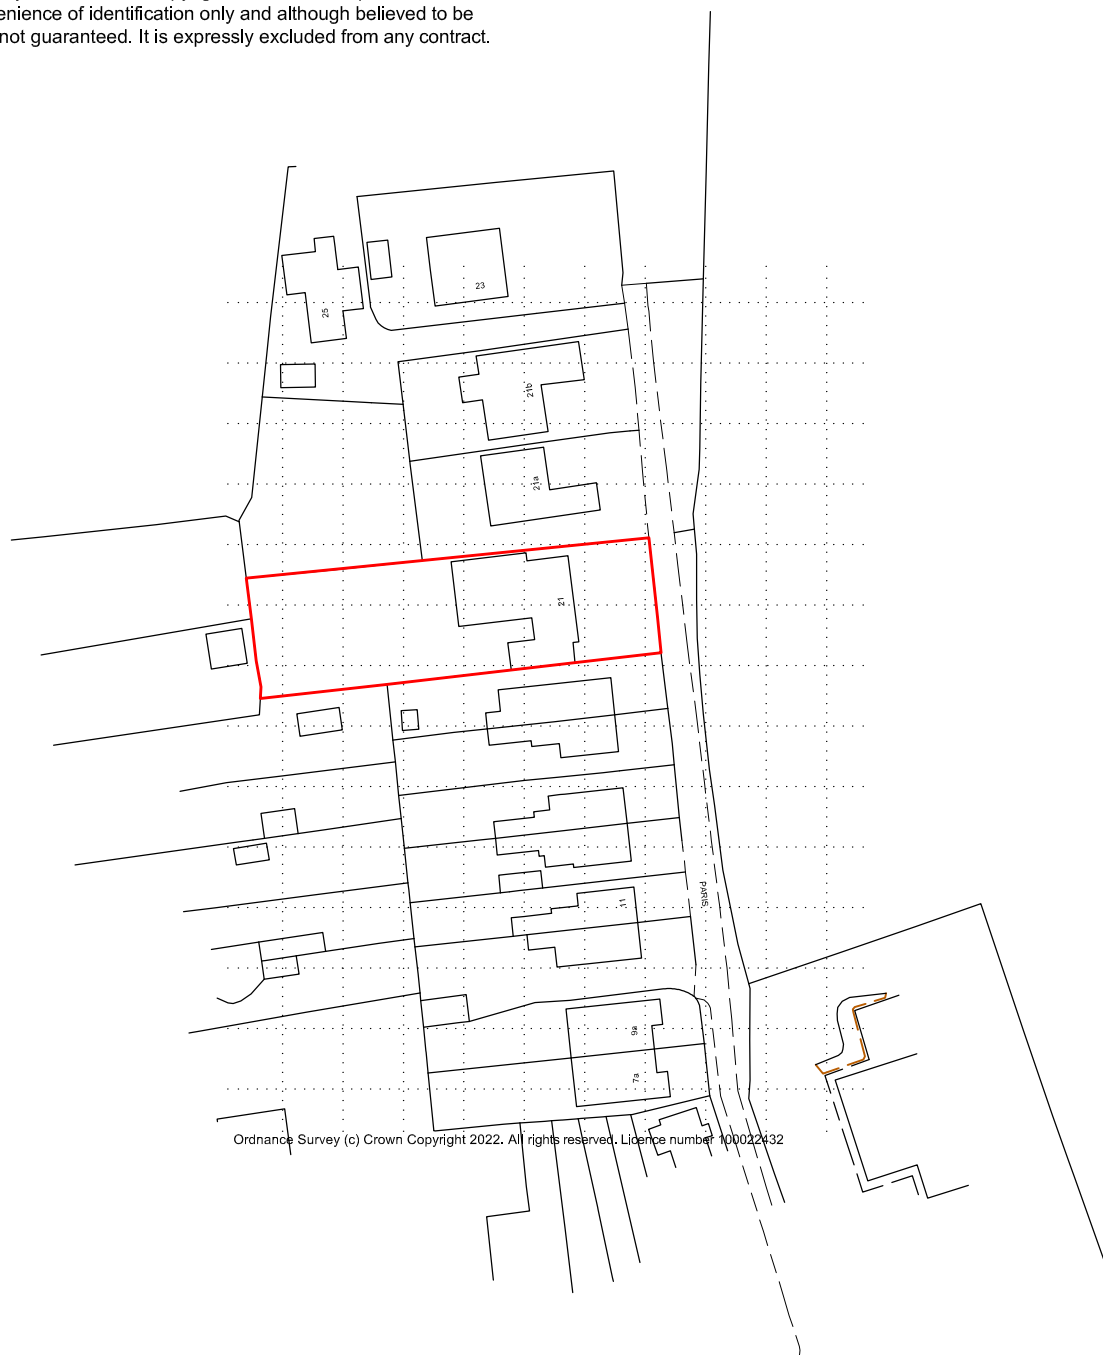 enience of identification only and although believed to be
not guaranteed. It is expressly excluded from any contract.
23
25
21b
21a
21
PARIS
11
9a
7a
Ordnance Survey (c) Crown Copyright 2022. All rights reserved. Licence number 100022432